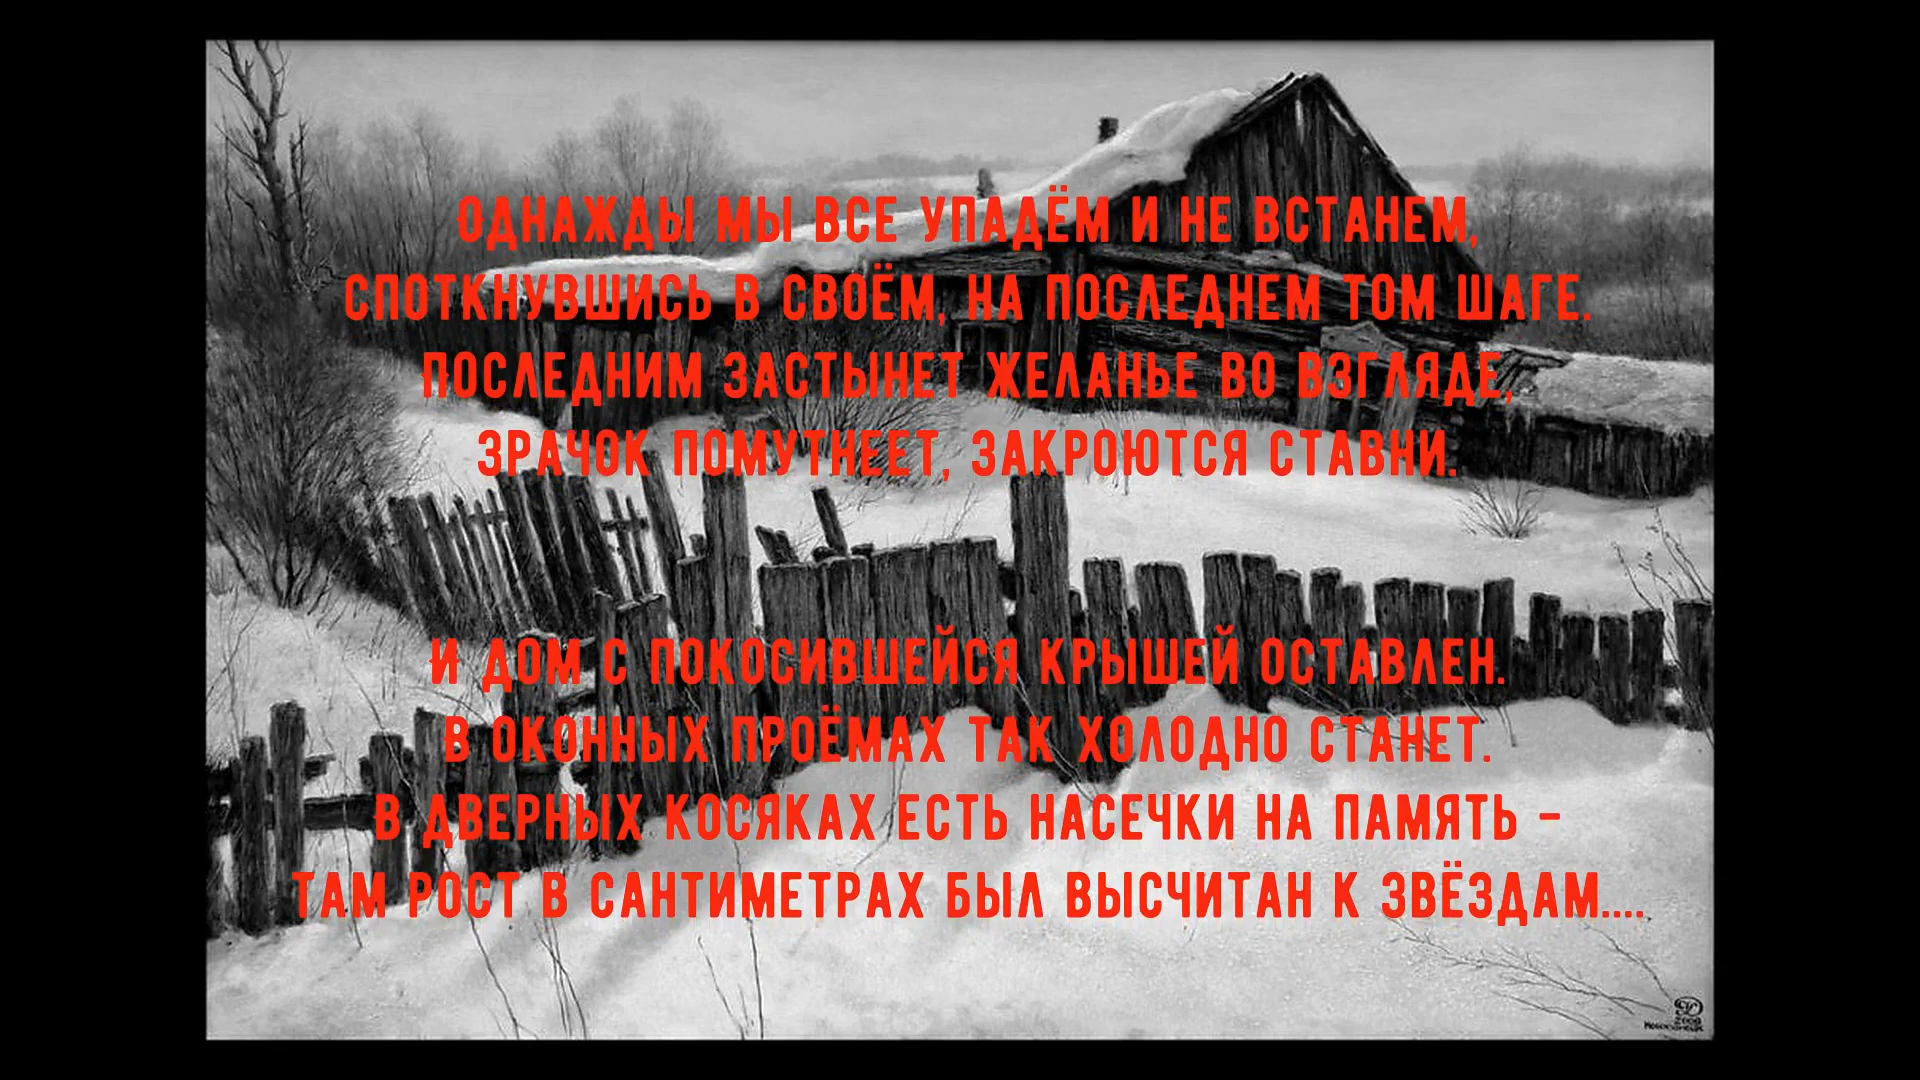 ОДНАЖДЫ МЫ ВСЕ УПАДЁМ И НЕ ВСТАНЕМ,
СПОТКНУВШИСЬ В СВОЁМ, НА ПОСЛЕДНЕМ ТОМ ШАГЕ.
ПОСЛЕДНИМ ЗАСТЫНЕТ ЖЕЛАНЬЕ ВО ВЗГЛЯДЕ,
ЗРАЧОК ПОМУТНЕЕТ, ЗАКРОЮТСЯ СТАВНИ.
И ДОМ С ПОКОСИВШЕЙСЯ КРЫШЕЙ ОСТАВЛЕН.
В ОКОННЫХ ПРОЁМАХ ТАК ХОЛОДНО СТАНЕТ.
В ДВЕРНЫХ КОСЯКАХ ЕСТЬ НАСЕЧКИ НА ПАМЯТЬ –
ТАМ РОСТ В САНТИМЕТРАХ БЫЛ ВЫСЧИТАН К ЗВЁЗДАМ....